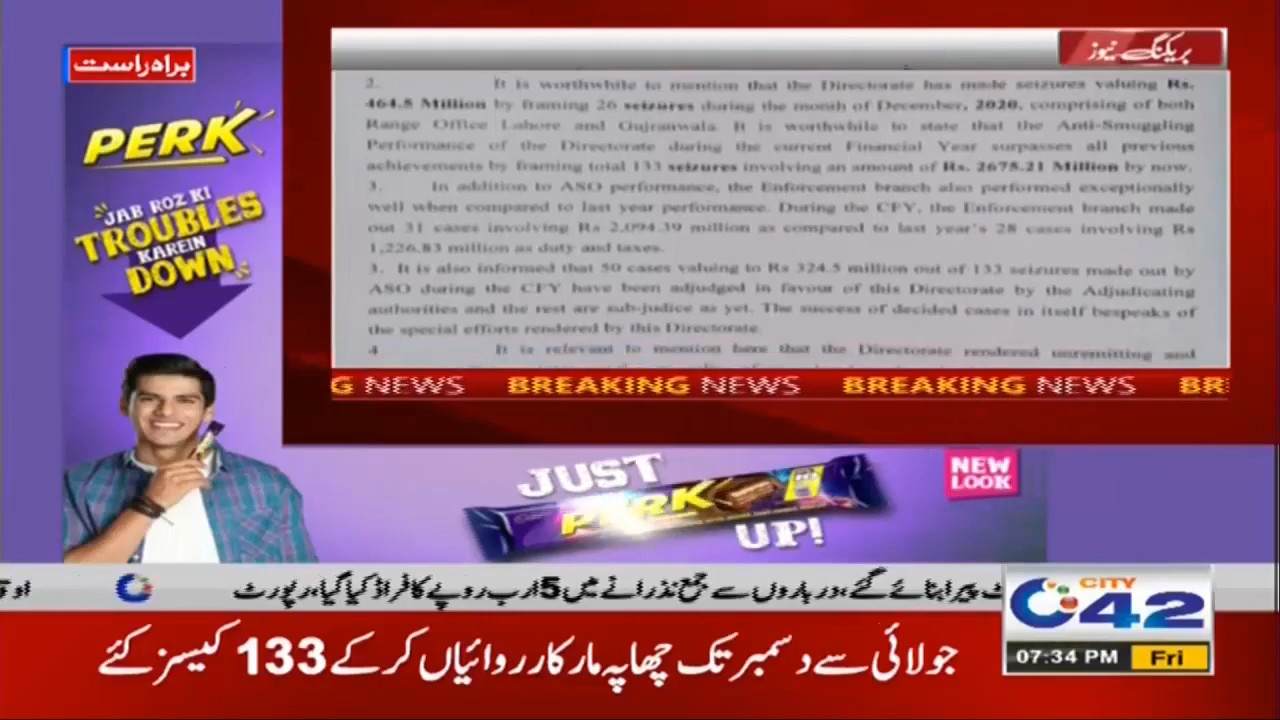 براہ راست
بریکنگ نیوز
PERK
JAB ROZ KI
TROUBLES
KAREIN
DOWN
2. It is worthwhile to mention that the Directorate has made seizures valuing Rs.
464.5 Million by framing 26 seizures during the month of December, 2020, comprising of both
Range Office Lahore and Gujranwala. It is worthwhile to state that the Anti-Smuggling
Performance of the Directorate during the current Financial Year surpasses all previous
achievements by framing total 133 seizures involving an amount of Rs. 2675.21 Million by now.
3. In addition to ASO performance, the Enforcement branch also performed exceptionally
well when compared to last year performance. During the CFY, the Enforcement branch made
out 31 cases involving Rs 2,094.39 million as compared to last year's 28 cases involving Rs
1,226.83 million as duty and taxes.
3. It is also informed that 50 cases valuing to Rs 324.5 million out of 133 seizures made out by
ASO during the CFY have been adjudged in favour of this Directorate by the Adjudicating
authorities and the rest are sub-judice as yet. The success of decided cases in itself bespeaks of
the special efforts rendered by this Directorate.
4 It is relevant to mention here that the Directorate rendered unremitting and
G NEWS BREAKING NEWS BREAKING NEWS BR
JUST
PERK
UP!
NEW
LOOK
پیر اپنائے گئے، درباروں سے جمع نذرانے میں 5 ارب روپے کا فراڈ کیا گیا، رپورٹ
جولائی سے دسمبر تک چھاپہ مار کارروائیاں کر کے 133 کیسز کئے
CITY
42
07:34 PM Fri